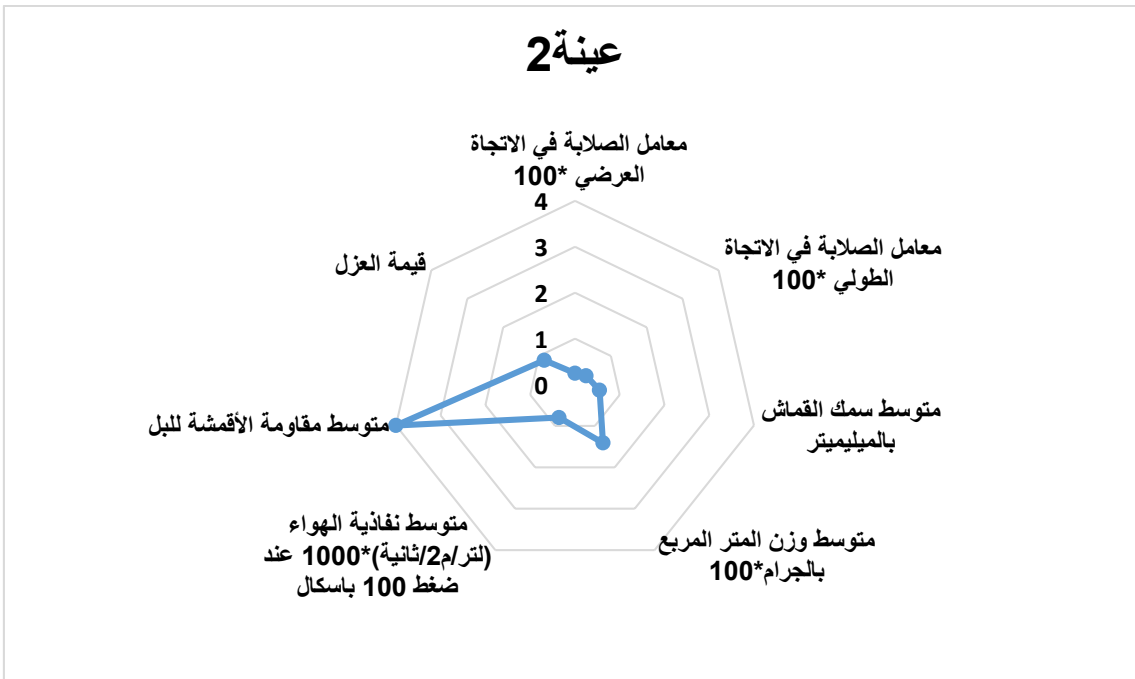 عينة2
معامل الصلابة في الاتجاة
العرضي *100
معامل الصلابة في الاتجاة
الطولي *100
متوسط سمك القماش
بالميليميتر
متوسط وزن المتر المربع
بالجرام*100
متوسط نفاذية الهواء
(لتر/م2/ثانية)*1000 عند
ضغط 100 باسكال
متوسط مقاومة الأقمشة للبل
قيمة العزل
4
3
2
1
0